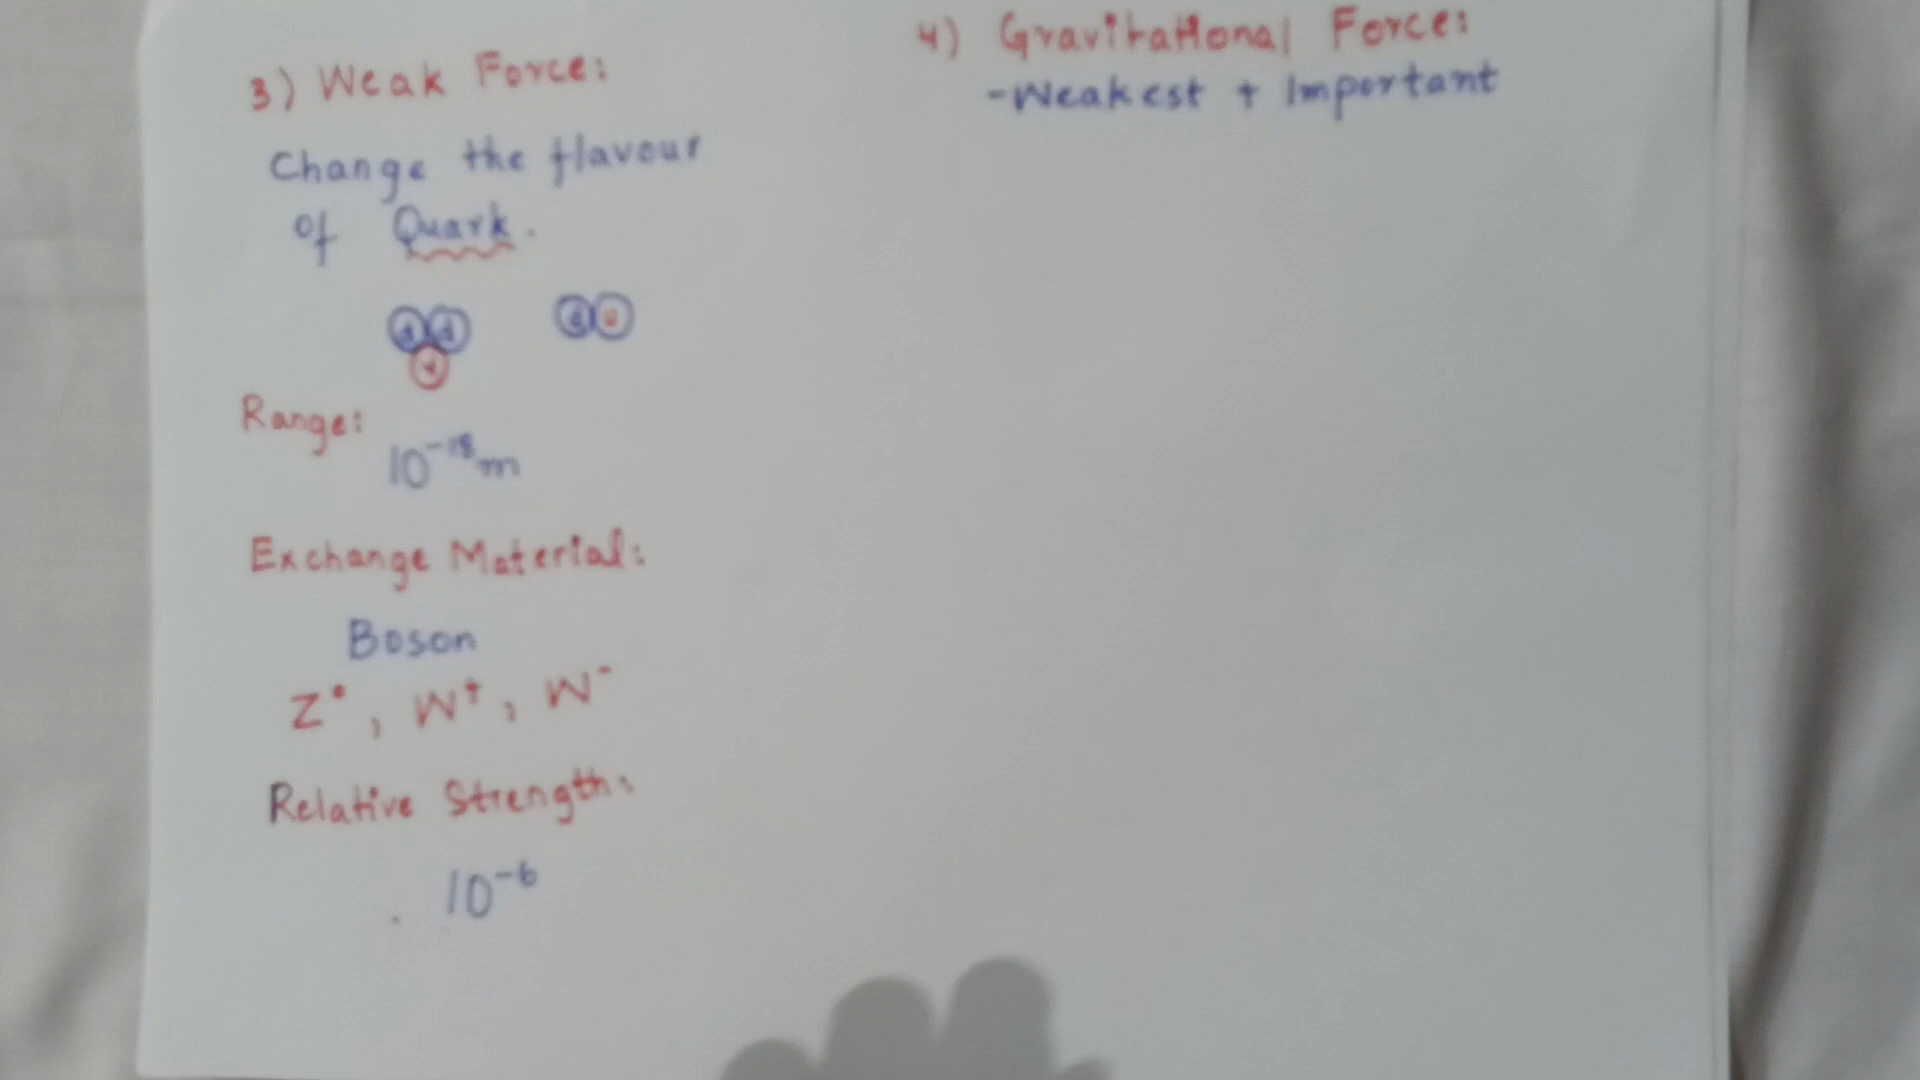 3) Weak Force:
Change the flavour
of Quark.
d d
u
d u
Range:
10⁻¹⁸m
Exchange Material:
Boson
Z°, W⁺, W⁻
Relative Strength:
10⁻⁶
4) Gravitational Force:
-Weakest + Important